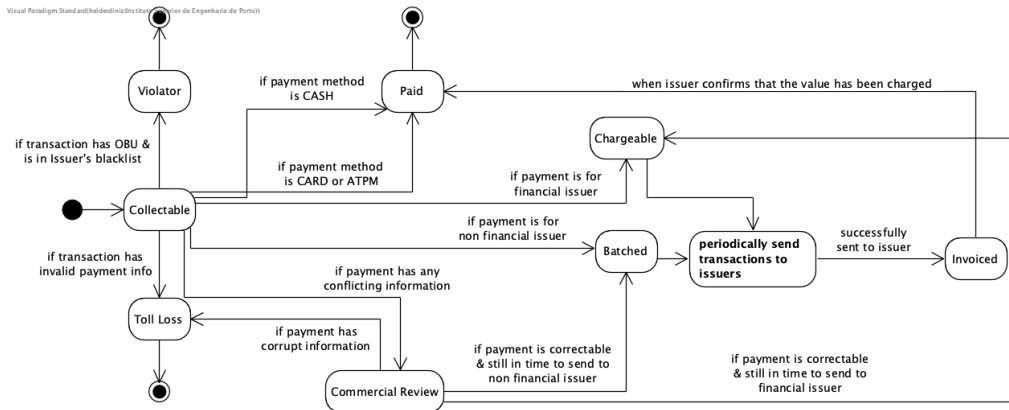 Visual Paradigm Standard(helderdiniz(Instituto Superior de Engenharia do Porto))
Violator
if payment method
is CASH
Paid
when issuer confirms that the value has been charged
if transaction has OBU &
is in Issuer's blacklist
Chargeable
if payment method
is CARD or ATPM
if payment is for
financial issuer
Collectable
if payment is for
non financial issuer
Batched
periodically send
transactions to
issuers
successfully
sent to issuer
Invoiced
if transaction has
invalid payment info
if payment has any
conflicting information
Toll Loss
if payment has
corrupt information
if payment is correctable
& still in time to send to
non financial issuer
if payment is correctable
& still in time to send to
financial issuer
Commercial Review